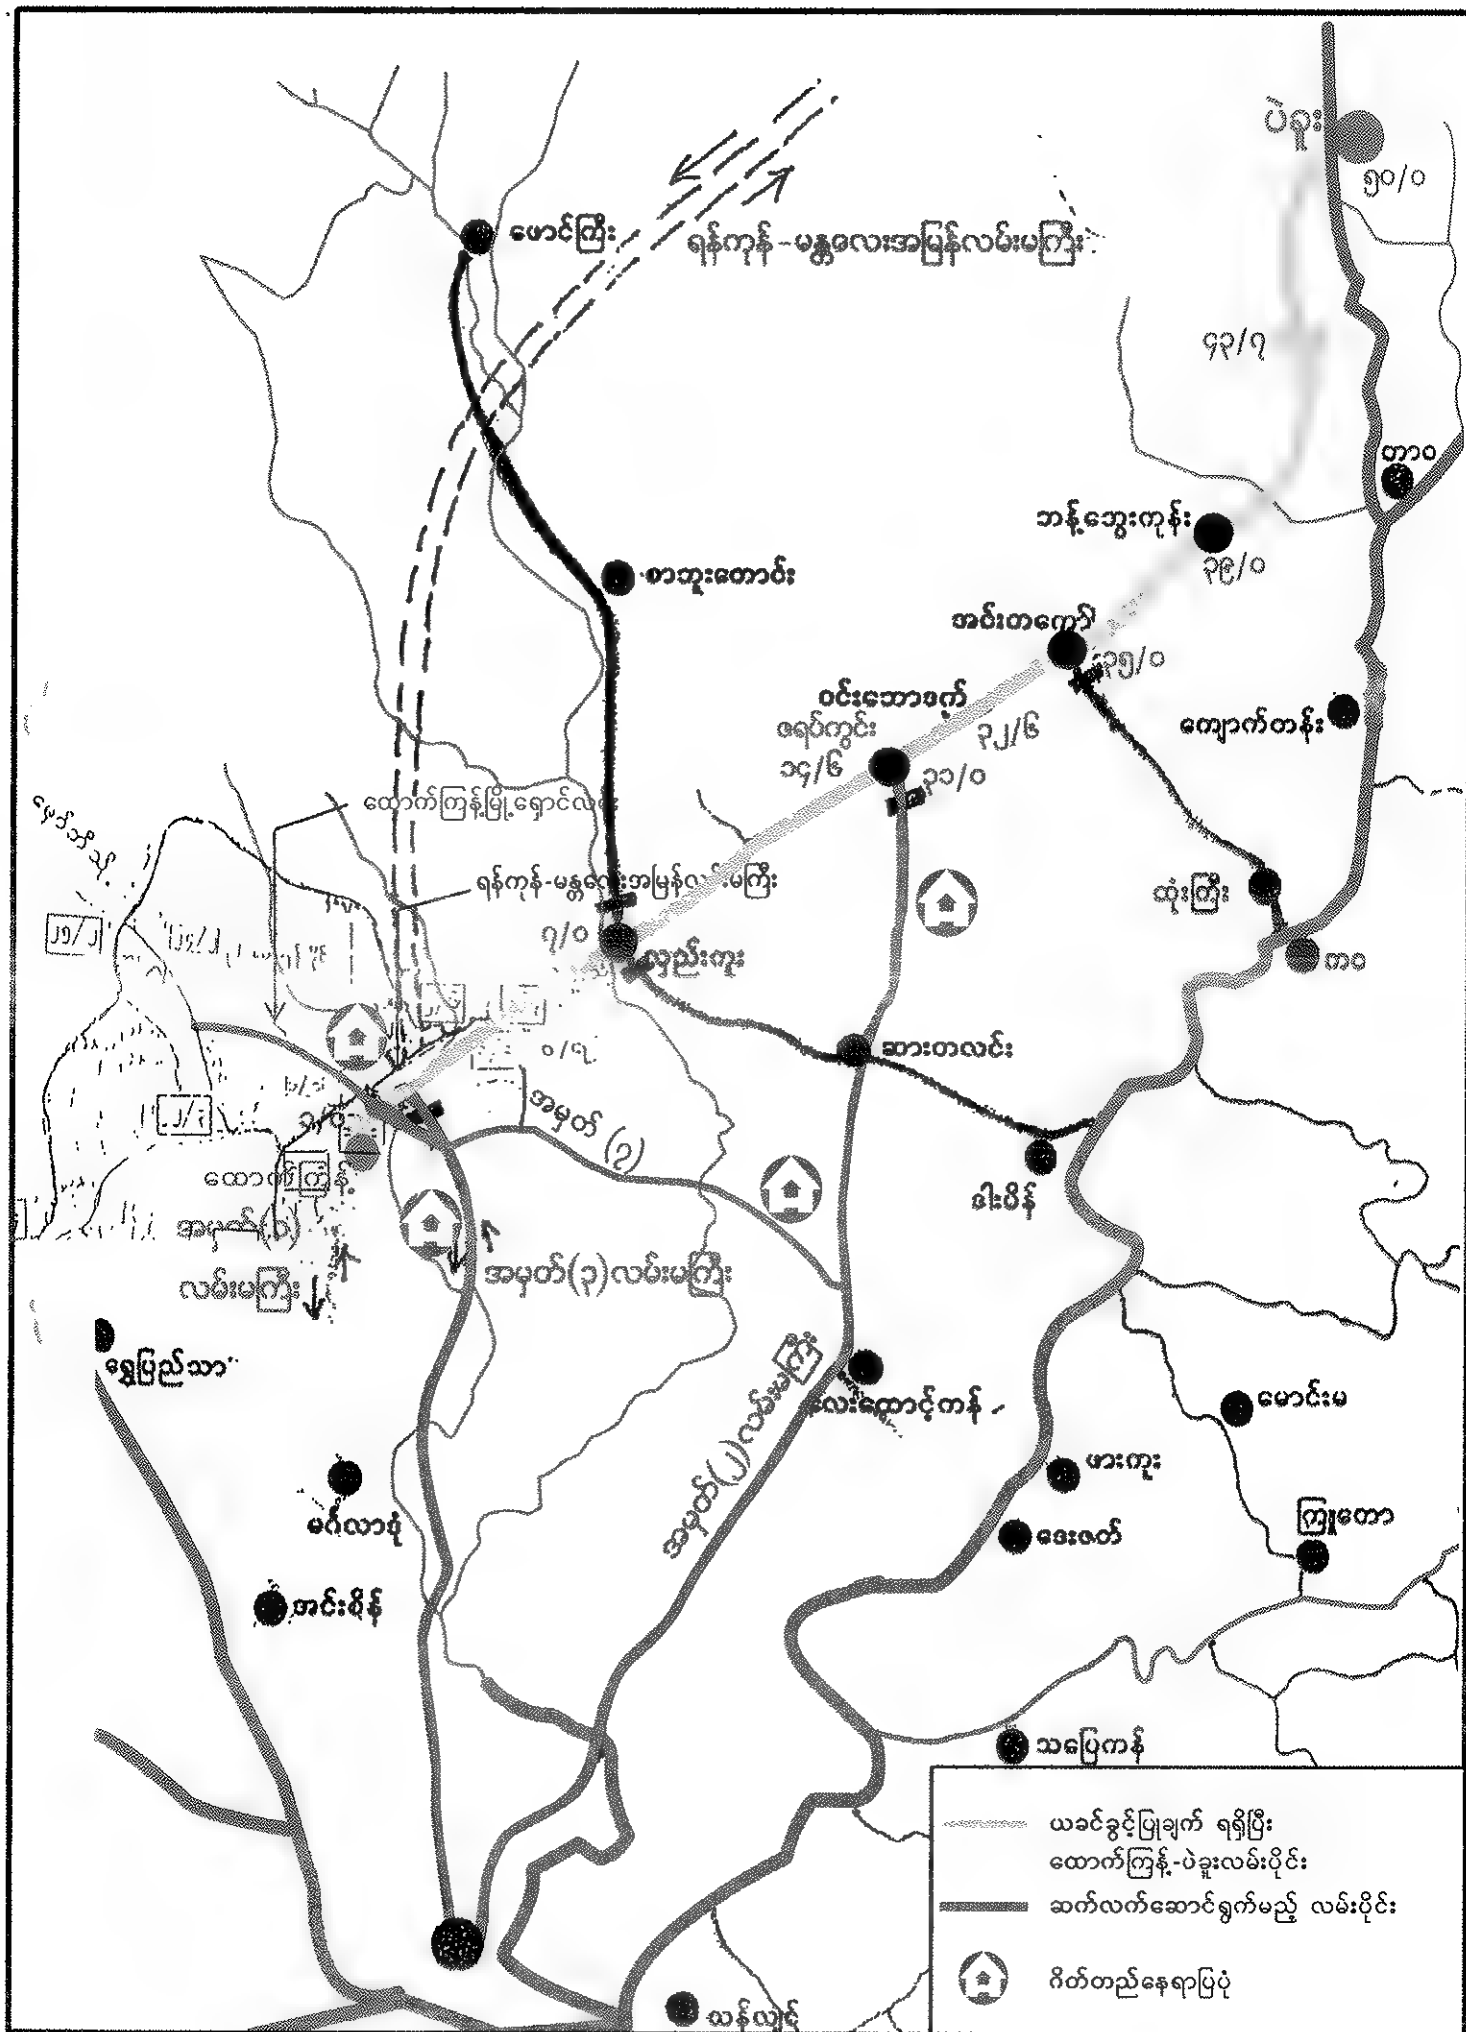 ပဲခူး
၅၀/၀
ဖောင်ကြီး
ရန်ကုန်-မန္တလေးအမြန်လမ်းမကြီး
၄၃/၇
တာဝ
ဘန့်ဘွေးကုန်း
၃၉/၀
စာဘူးတောင်း
အင်းတကော်
၃၅/၀
ဝင်းဘောဒက်
ဇရပ်ကွင်း
၃၂/၆
၁၄/၆
၃၁/၀
ကျောက်တန်း
ထောက်ကြန့်မြို့ရှောင်လမ်း
ရန်ကုန်-မန္တလေးအမြန်လမ်းမကြီး
ထုံးကြီး
၇/၀
လှည်းကူး
ကဝ
ဆားတလင်း
အမှတ် (၇)
ဒါးပိန်
ထောက်ကြန့်
အမှတ်(၁)
လမ်းမကြီး
အမှတ်(၃)လမ်းမကြီး
ရွှေပြည်သာ
အမှတ်(၂)လမ်းမကြီး
လေးထောင့်ကန်
မောင်းမ
ဖားကူး
မင်္ဂလာဒုံ
ဒေးဇတ်
ကြူတော
အင်းစိန်
သပြေကန်
ယခင်ခွင့်ပြုချက် ရရှိပြီး
ထောက်ကြန့်-ပဲခူးလမ်းပိုင်း
ဆက်လက်ဆောင်ရွက်မည့် လမ်းပိုင်း
ဂိတ်တည်နေရာပြပုံ
သန်လျင်